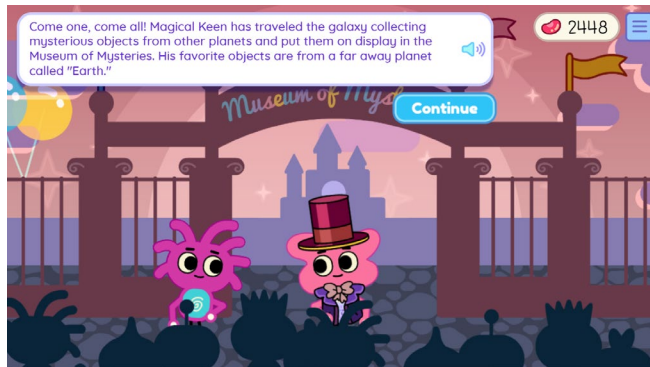 Come one, come all! Magical Keen has traveled the galaxy collecting
mysterious objects from other planets and put them on display in the
Museum of Mysteries. His favorite objects are from a far away planet
called "Earth."
2448
Museum of
Continue